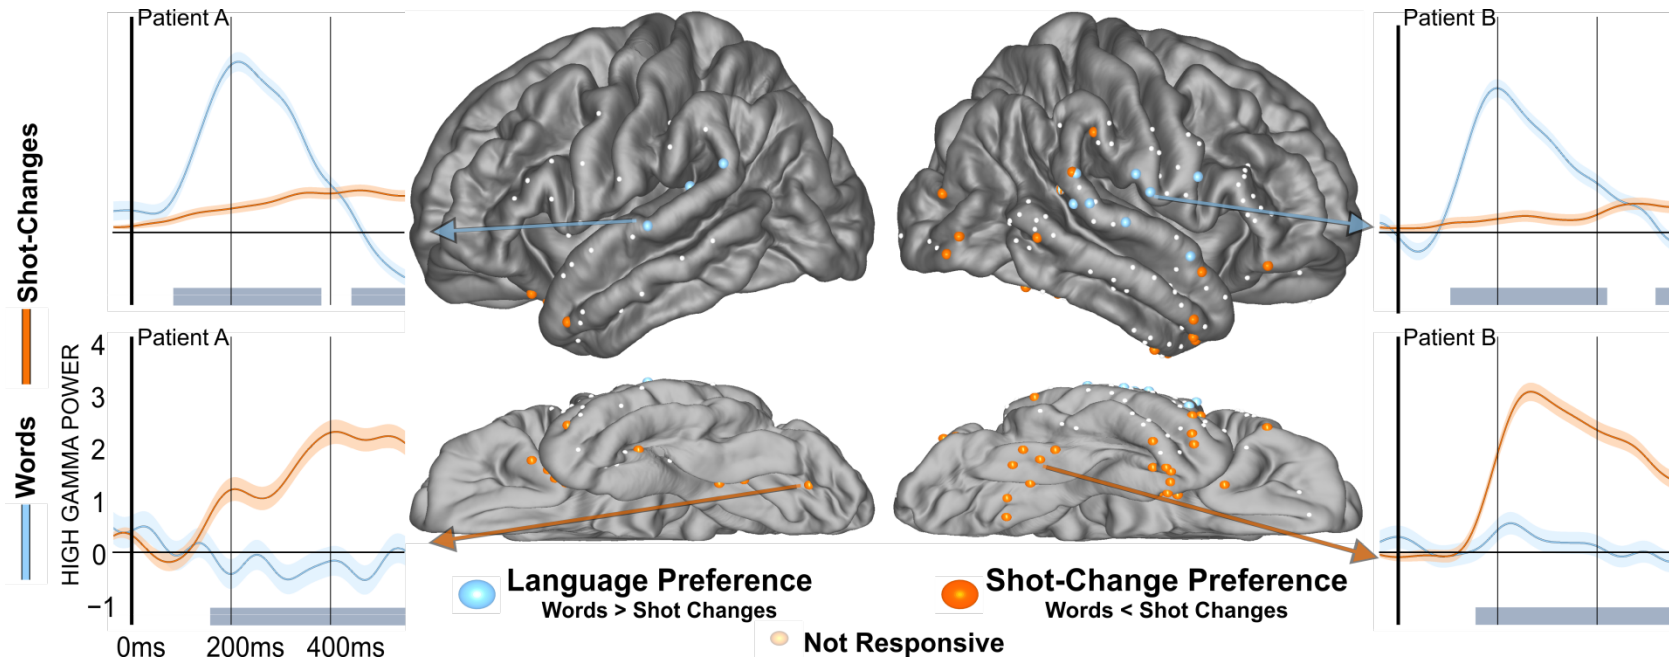 Patient A
Patient B
Shot-Changes
Words
Patient A
Patient B
HIGH GAMMA POWER
4
3
2
1
0
−1
0ms 200ms 400ms
Language Preference
Words > Shot Changes
Shot-Change Preference
Words < Shot Changes
Not Responsive